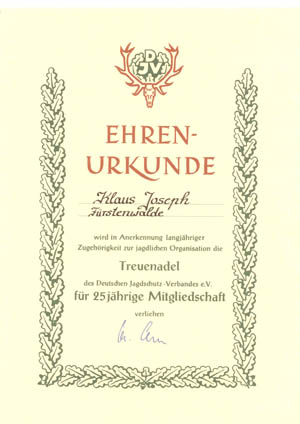 DJV
EHREN-
URKUNDE
Klaus Joseph
Fürstenwalde
wird in Anerkennung langjähriger
Zugehörigkeit zur jagdlichen Organisation die
Treuenadel
des Deutschen Jagdschutz-Verbandes e.V.
für 25jährige Mitgliedschaft
verliehen